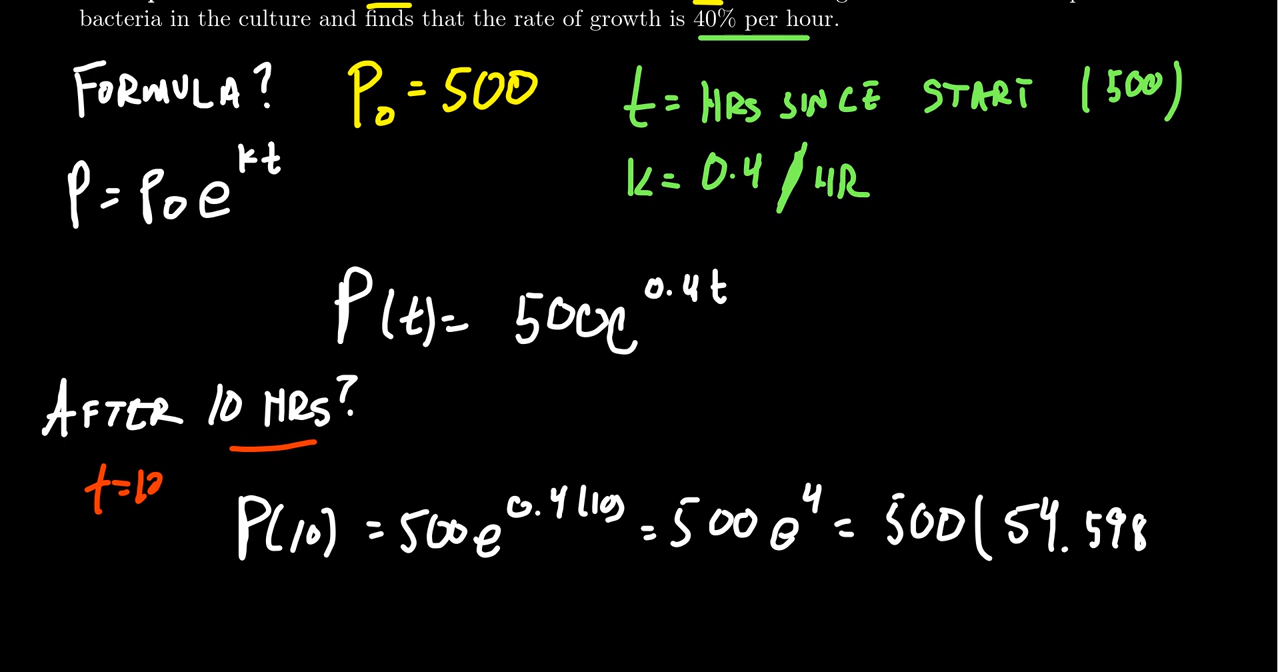 bacteria in the culture and finds that the rate of growth is 40% per hour.
FORMULA? P₀ = 500 t = HRS SINCE START (500)
P = P₀e^kt k = 0.4 / HR
P(t) = 500e^0.4t
AFTER 10 HRS?
t=10
P(10) = 500e^0.4(10) = 500e^4 = 500(54.598